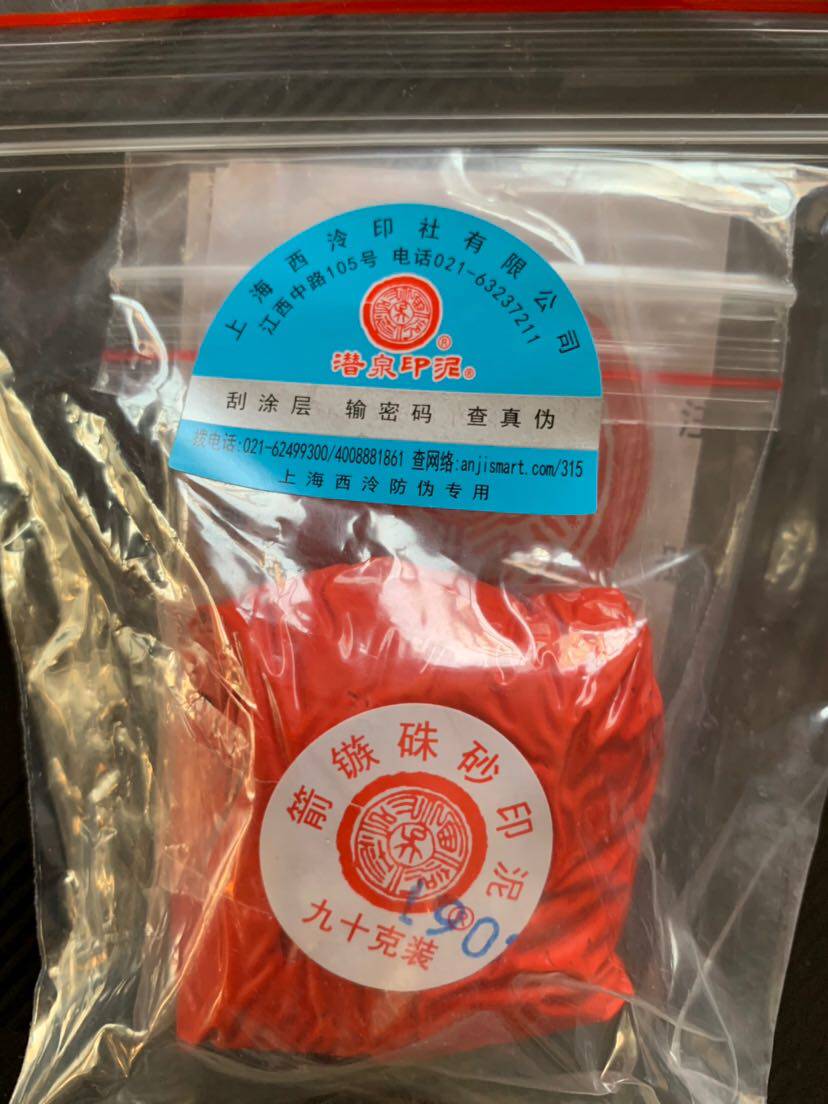 上海西泠印社有限公司
江西中路105号 电话021-63237211
®
潜泉印泥®
刮涂层 输密码 查真伪
拨电话:021-62499300/4008881861 查网络:anjismart.com/315
上海西泠防伪专用
箭镞硃砂印泥
®
九十克装